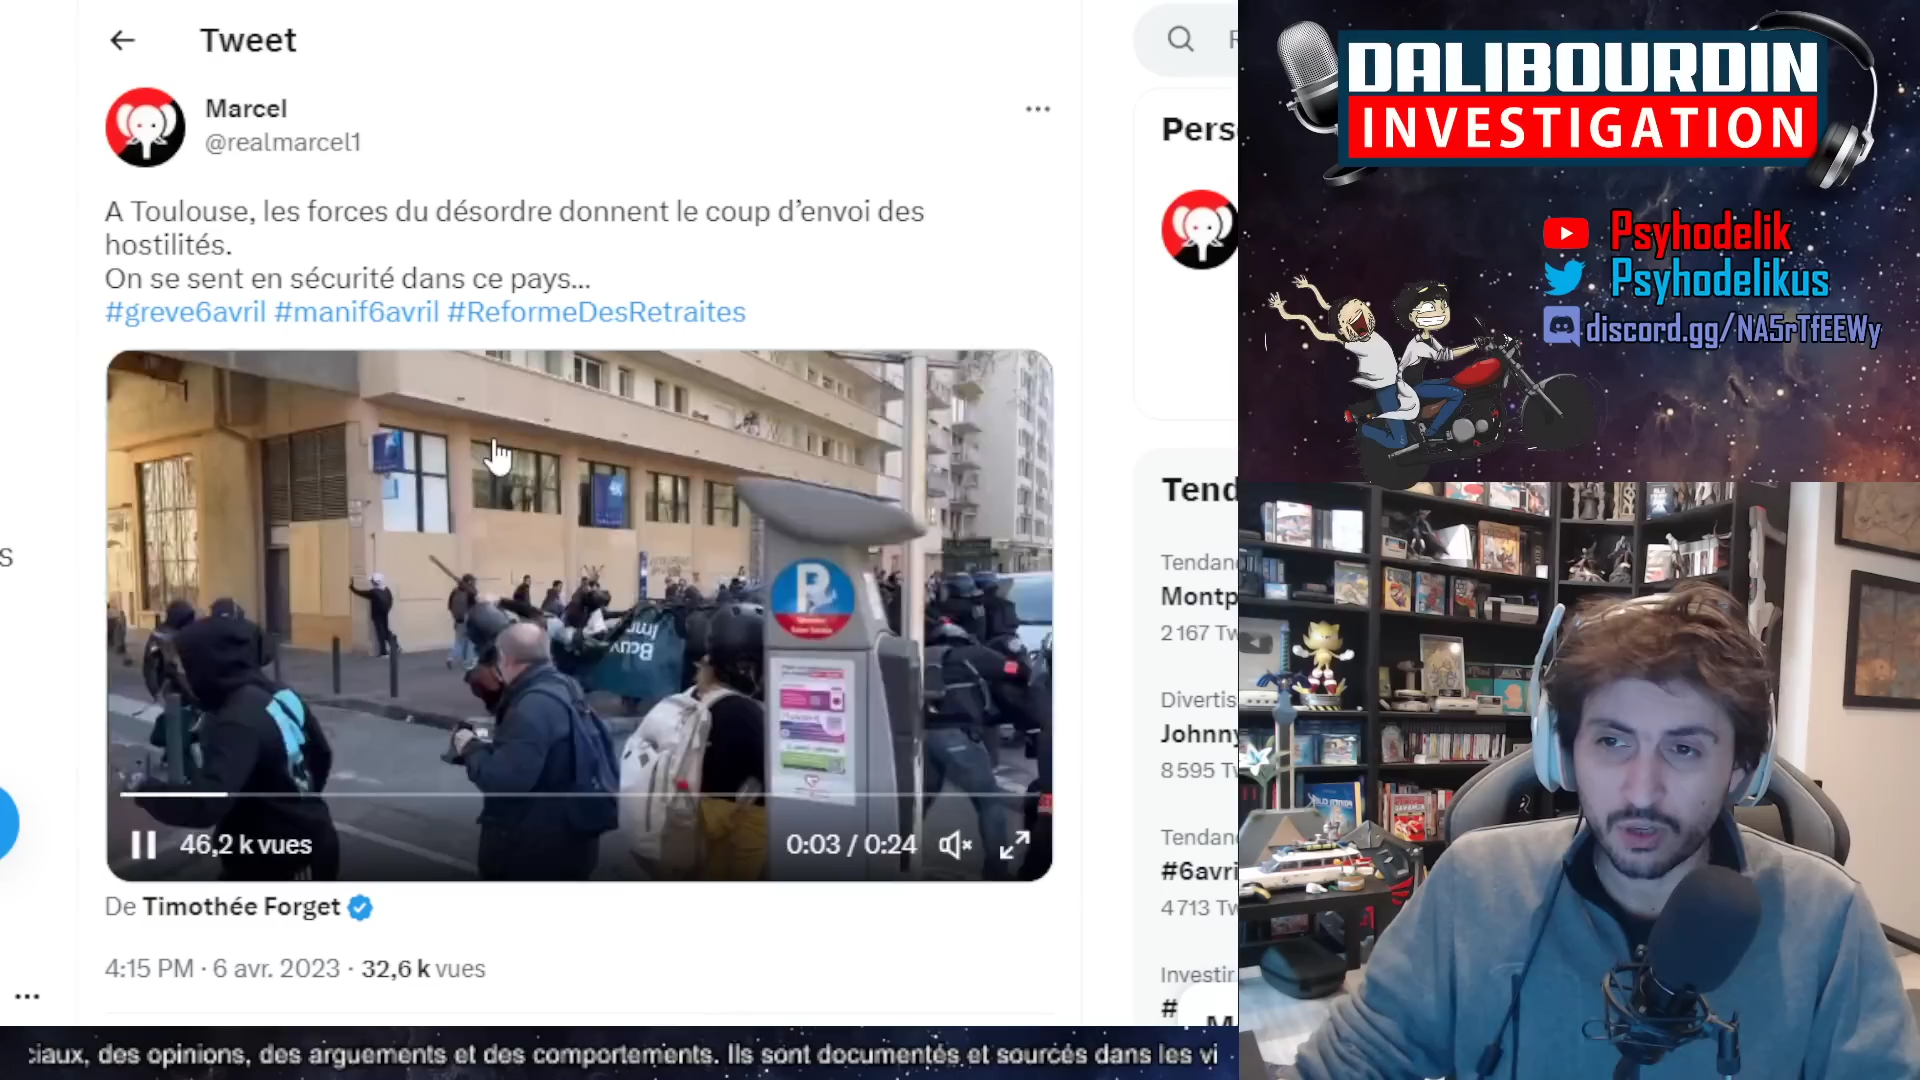 Tweet
Marcel
@realmarcel1
A Toulouse, les forces du désordre donnent le coup d’envoi des
hostilités.
On se sent en sécurité dans ce pays...
#greve6avril #manif6avril #ReformeDesRetraites
P
46,2 k vues
0:03 / 0:24
De Timothée Forget
4:15 PM · 6 avr. 2023 · 32,6 k vues
Pers
Tend
Tendan
Montp
2 167 Tw
Divertis
Johnny
8 595 T
Tendan
#6avri
4 713 Tw
Investir
#
M
s
DALIBOURDIN
INVESTIGATION
Psyhodelik
Psyhodelikus
discord.gg/NA5rTfEEWy
ciaux, des opinions, des arguements et des comportements. Ils sont documentés et sourcés dans les vi